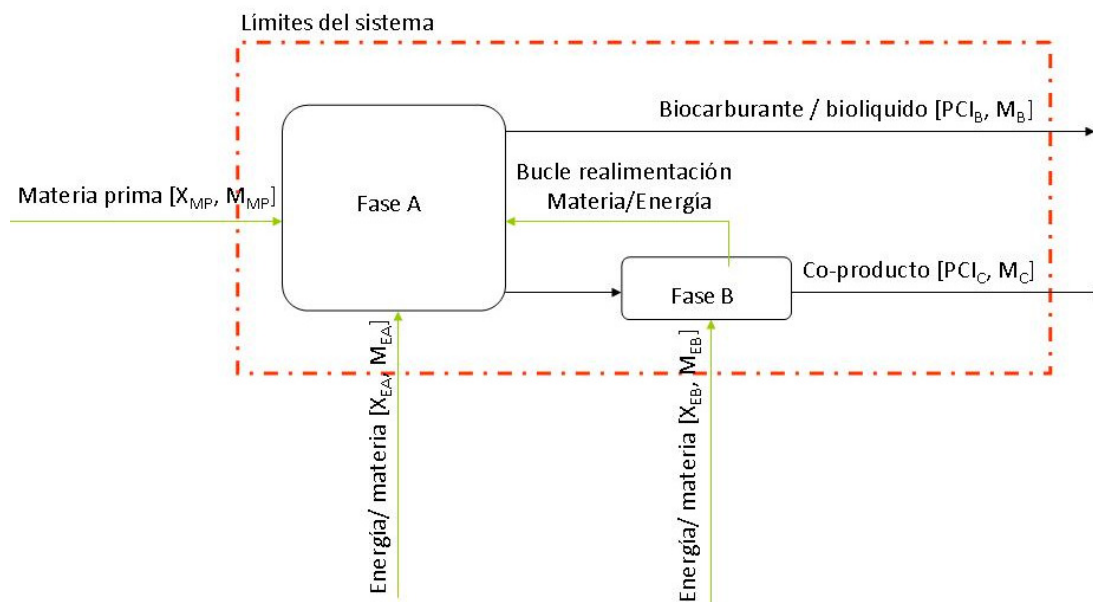 Límites del sistema
Biocarburante / bioliquido [PCI_B, M_B]
Bucle realimentación
Materia/Energía
Materia prima [X_MP, M_MP]
Fase A
Co-producto [PCI_C, M_C]
Fase B
Energía/ materia [X_EA, M_EA]
Energía/ materia [X_EB, M_EB]